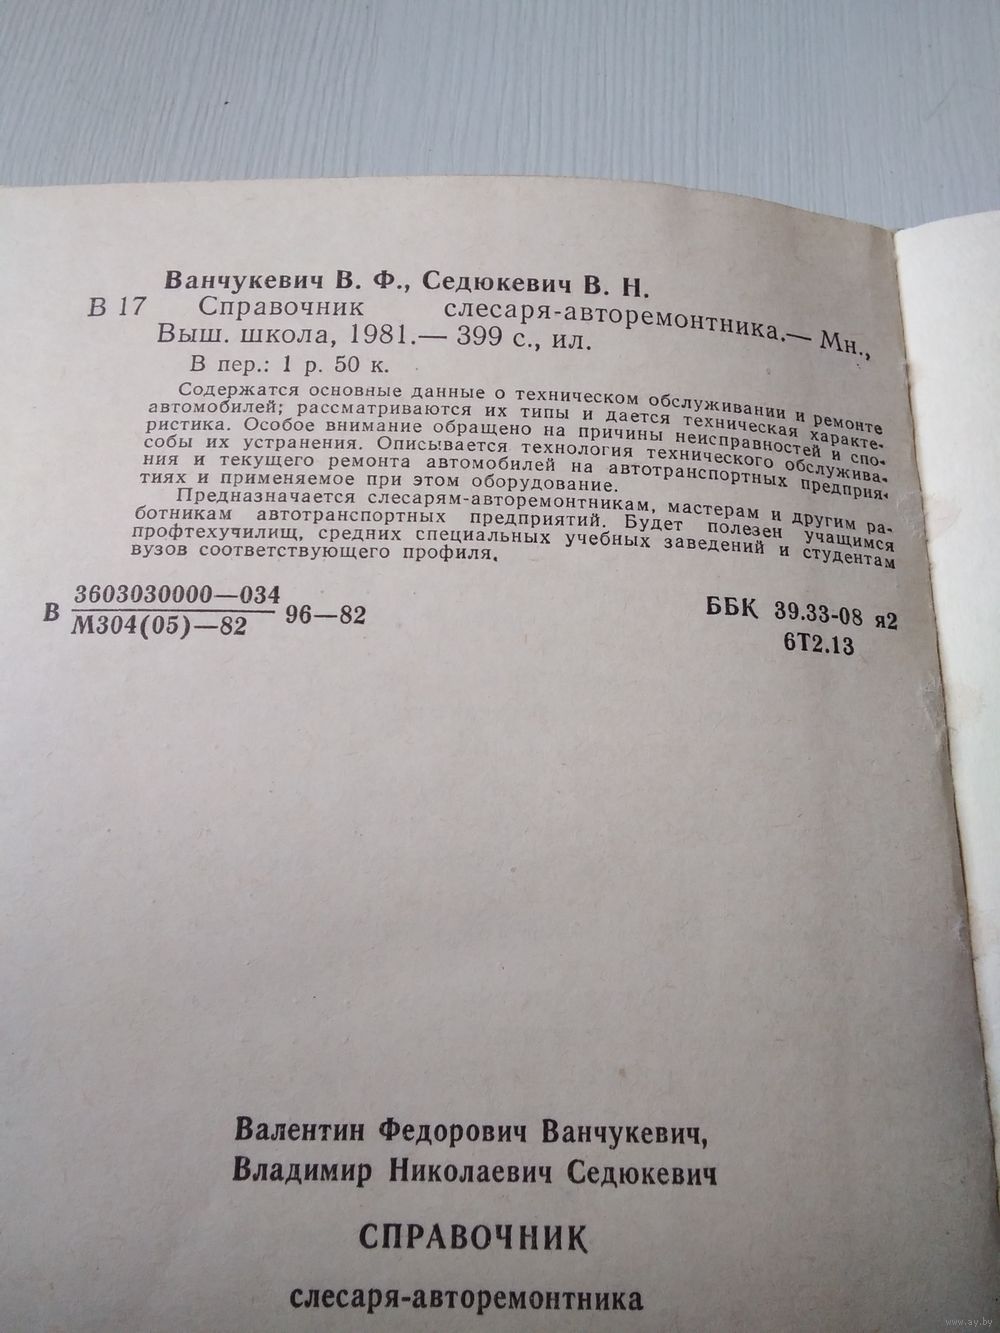 Ванчукевич В. Ф., Седюкевич В. Н.
В 17 Справочник слесаря-авторемонтника.— Мн.,
Выш. школа, 1981.— 399 с., ил.
В пер.: 1 р. 50 к.
Содержатся основные данные о техническом обслуживании и ремонте
автомобилей; рассматриваются их типы и дается техническая характе-
ристика. Особое внимание обращено на причины неисправностей и спо-
собы их устранения. Описывается технология технического обслужива-
ния и текущего ремонта автомобилей на автотранспортных предприя-
тиях и применяемое при этом оборудование.
Предназначается слесарям-авторемонтникам, мастерам и другим ра-
ботникам автотранспортных предприятий. Будет полезен учащимся
профтехучилищ, средних специальных учебных заведений и студентам
вузов соответствующего профиля.
В 3603030000—034 96—82
М304(05)—82
ББК 39.33-08 я2
6Т2.13
Валентин Федорович Ванчукевич,
Владимир Николаевич Седюкевич
СПРАВОЧНИК
слесаря-авторемонтника
www.ay.by